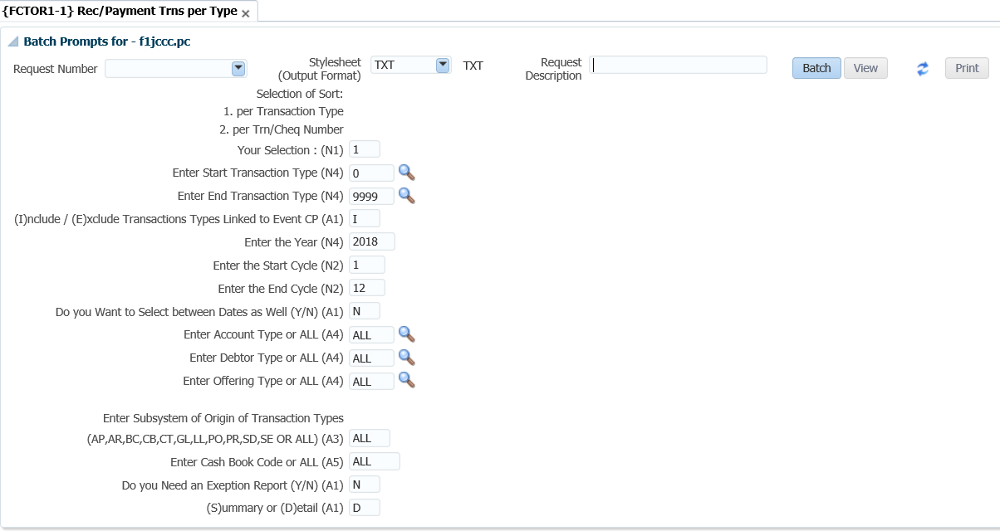 {FCTOR1-1} Rec/Payment Trns per Type ×
Batch Prompts for - f1jccc.pc
Request Number
Stylesheet (Output Format) TXT TXT
Request Description
Batch View Print
Selection of Sort:
1. per Transaction Type
2. per Trn/Cheq Number
Your Selection : (N1) 1
Enter Start Transaction Type (N4) 0
Enter End Transaction Type (N4) 9999
(I)nclude / (E)xclude Transactions Types Linked to Event CP (A1) I
Enter the Year (N4) 2018
Enter the Start Cycle (N2) 1
Enter the End Cycle (N2) 12
Do you Want to Select between Dates as Well (Y/N) (A1) N
Enter Account Type or ALL (A4) ALL
Enter Debtor Type or ALL (A4) ALL
Enter Offering Type or ALL (A4) ALL
Enter Subsystem of Origin of Transaction Types
(AP,AR,BC,CB,CT,GL,LL,PO,PR,SD,SE OR ALL) (A3) ALL
Enter Cash Book Code or ALL (A5) ALL
Do you Need an Exeption Report (Y/N) (A1) N
(S)ummary or (D)etail (A1) D